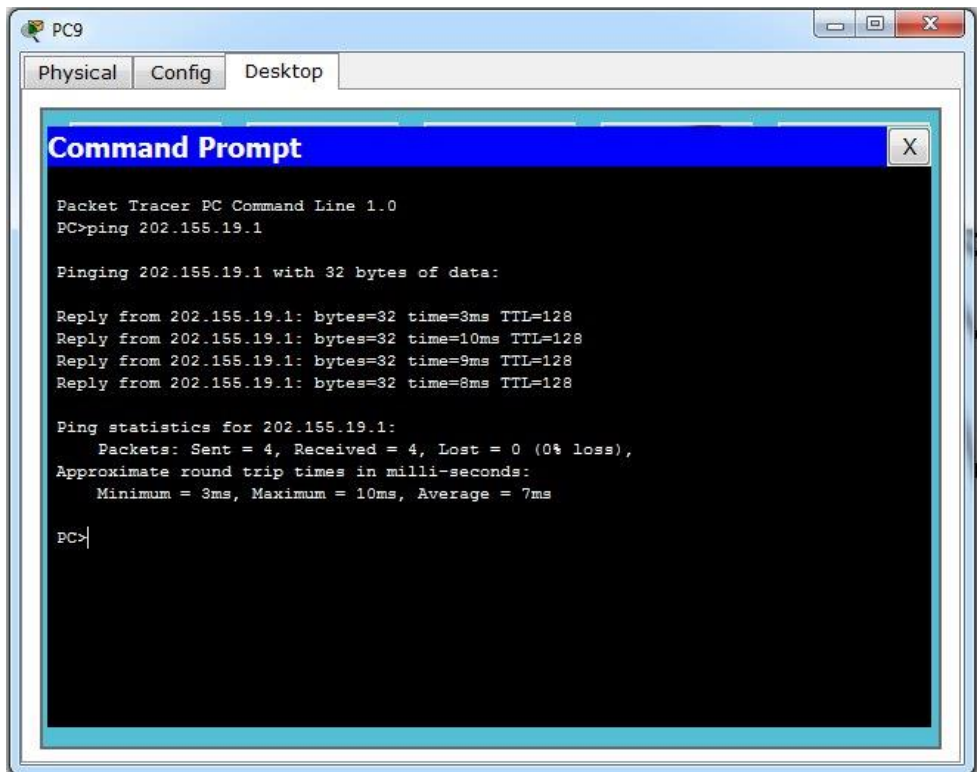 PC9
Physical Config Desktop
Command Prompt X
Packet Tracer PC Command Line 1.0
PC>ping 202.155.19.1
Pinging 202.155.19.1 with 32 bytes of data:
Reply from 202.155.19.1: bytes=32 time=3ms TTL=128
Reply from 202.155.19.1: bytes=32 time=10ms TTL=128
Reply from 202.155.19.1: bytes=32 time=9ms TTL=128
Reply from 202.155.19.1: bytes=32 time=8ms TTL=128
Ping statistics for 202.155.19.1:
Packets: Sent = 4, Received = 4, Lost = 0 (0% loss),
Approximate round trip times in milli-seconds:
Minimum = 3ms, Maximum = 10ms, Average = 7ms
PC>